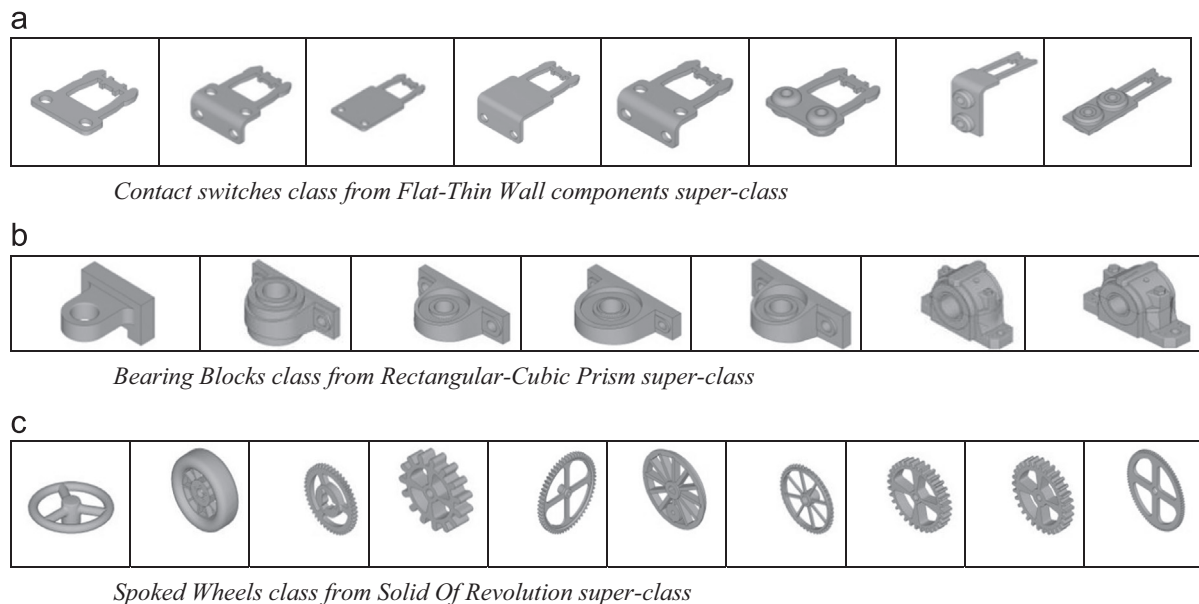 a
Contact switches class from Flat-Thin Wall components super-class
b
Bearing Blocks class from Rectangular-Cubic Prism super-class
c
Spoked Wheels class from Solid Of Revolution super-class